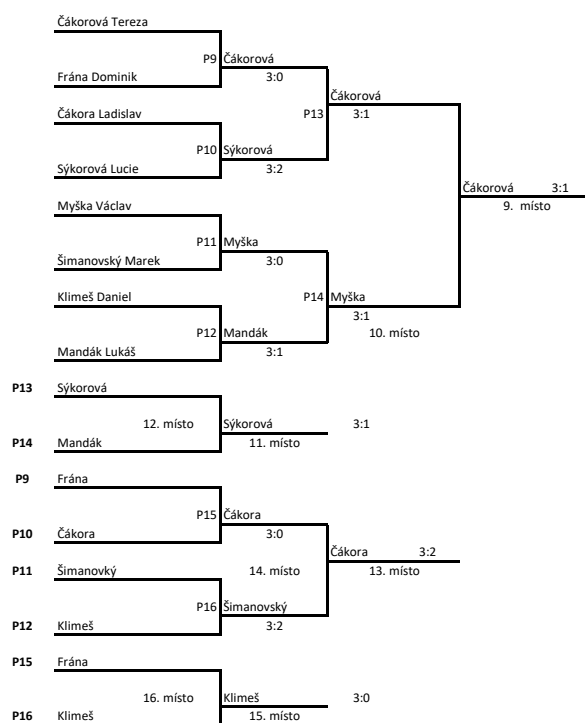 Čákorová Tereza
P9 Čákorová
Frána Dominik 3:0 Čákorová
Čákora Ladislav P13 3:1
P10 Sýkorová
Sýkorová Lucie 3:2 Čákorová 3:1
Myška Václav 9. místo
P11 Myška
Šimanovský Marek 3:0
Klimeš Daniel P14 Myška
3:1
P12 Mandák 10. místo
Mandák Lukáš 3:1
P13 Sýkorová
12. místo Sýkorová 3:1
P14 Mandák 11. místo
P9 Frána
P15 Čákora
P10 Čákora 3:0
Čákora 3:2
P11 Šimanovký 14. místo 13. místo
P16 Šimanovský
P12 Klimeš 3:2
P15 Frána
16. místo Klimeš 3:0
P16 Klimeš 15. místo